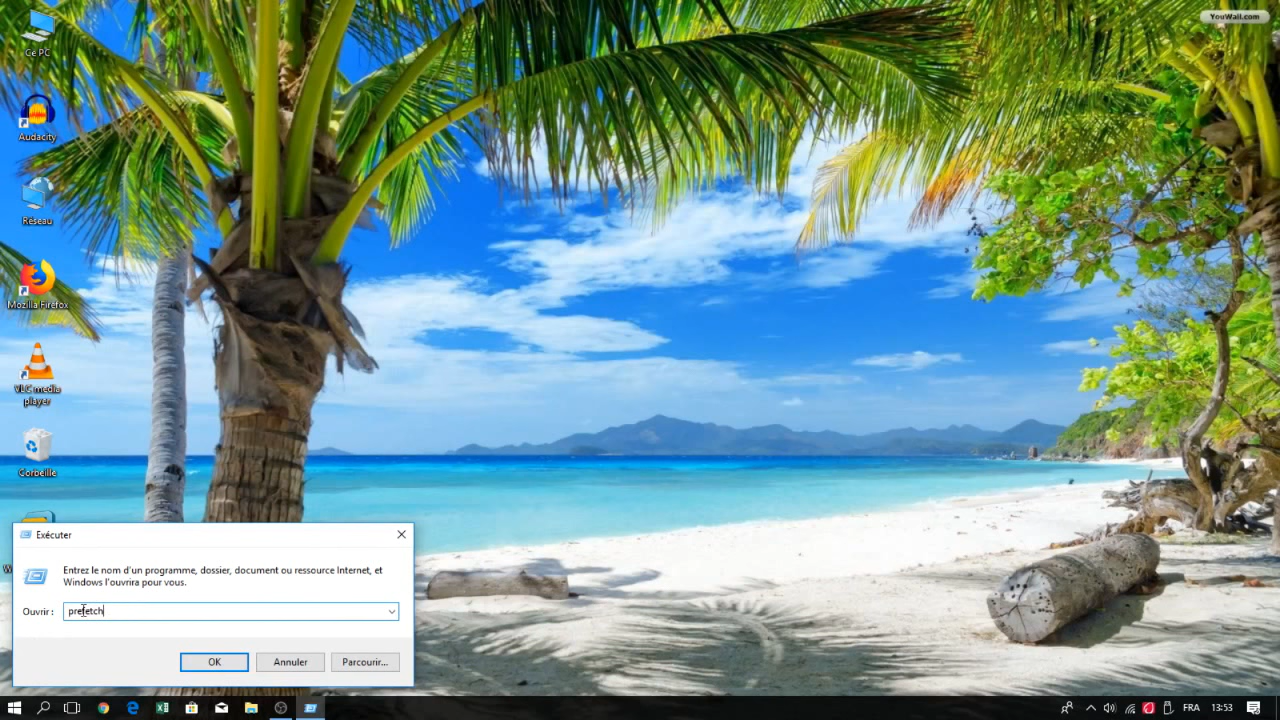 YouWall.com
Ce PC
Audacity
Réseau
Mozilla Firefox
VLC media
player
Corbeille
Exécuter
Entrez le nom d'un programme, dossier, document ou ressource Internet, et
Windows l'ouvrira pour vous.
Ouvrir :
prefetch
OK
Annuler
Parcourir...
FRA
13:53